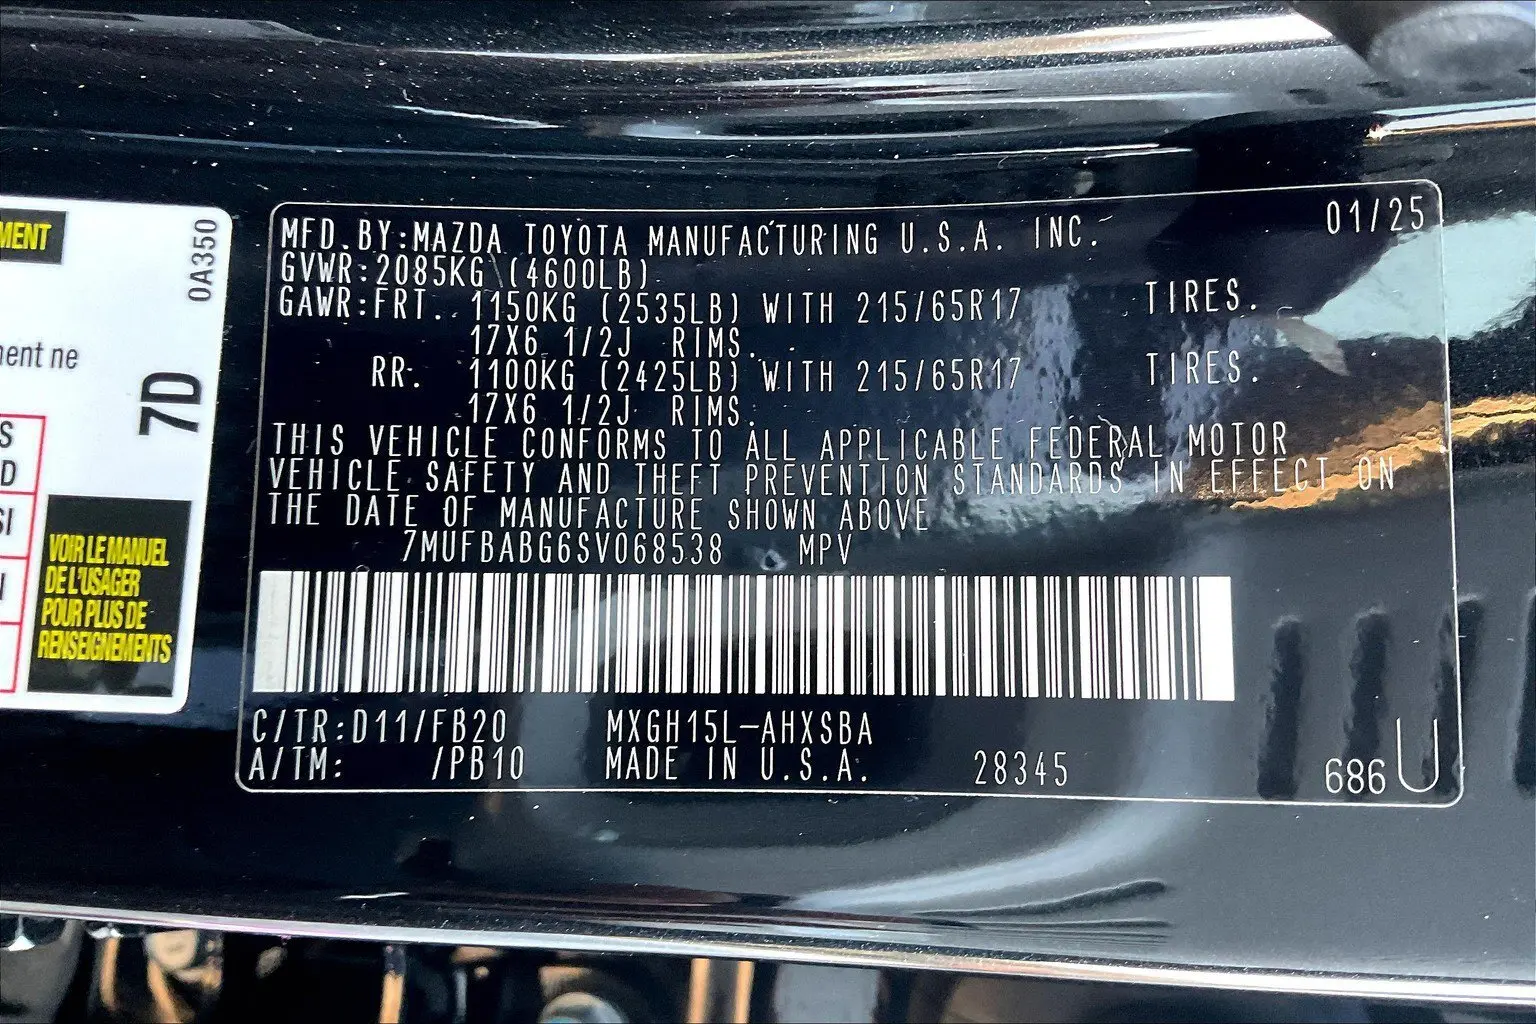 MENT
ment ne
0A350
7D
S
D
SI
VOIR LE MANUEL
DE L'USAGER
POUR PLUS DE
RENSEIGNEMENTS
MFD.BY:MAZDA TOYOTA MANUFACTURING U.S.A. INC. 01/25
GVWR:2085KG (4600LB)
GAWR:FRT. 1150KG (2535LB) WITH 215/65R17 TIRES.
17X6 1/2J RIMS.
RR. 1100KG (2425LB) WITH 215/65R17 TIRES.
17X6 1/2J RIMS.
THIS VEHICLE CONFORMS TO ALL APPLICABLE FEDERAL MOTOR
VEHICLE SAFETY AND THEFT PREVENTION STANDARDS IN EFFECT ON
THE DATE OF MANUFACTURE SHOWN ABOVE
7MUFBABG6SV068538 MPV
C/TR:D11/FB20 MXGH15L-AHXSBA
A/TM: /PB10 MADE IN U.S.A. 28345 686U